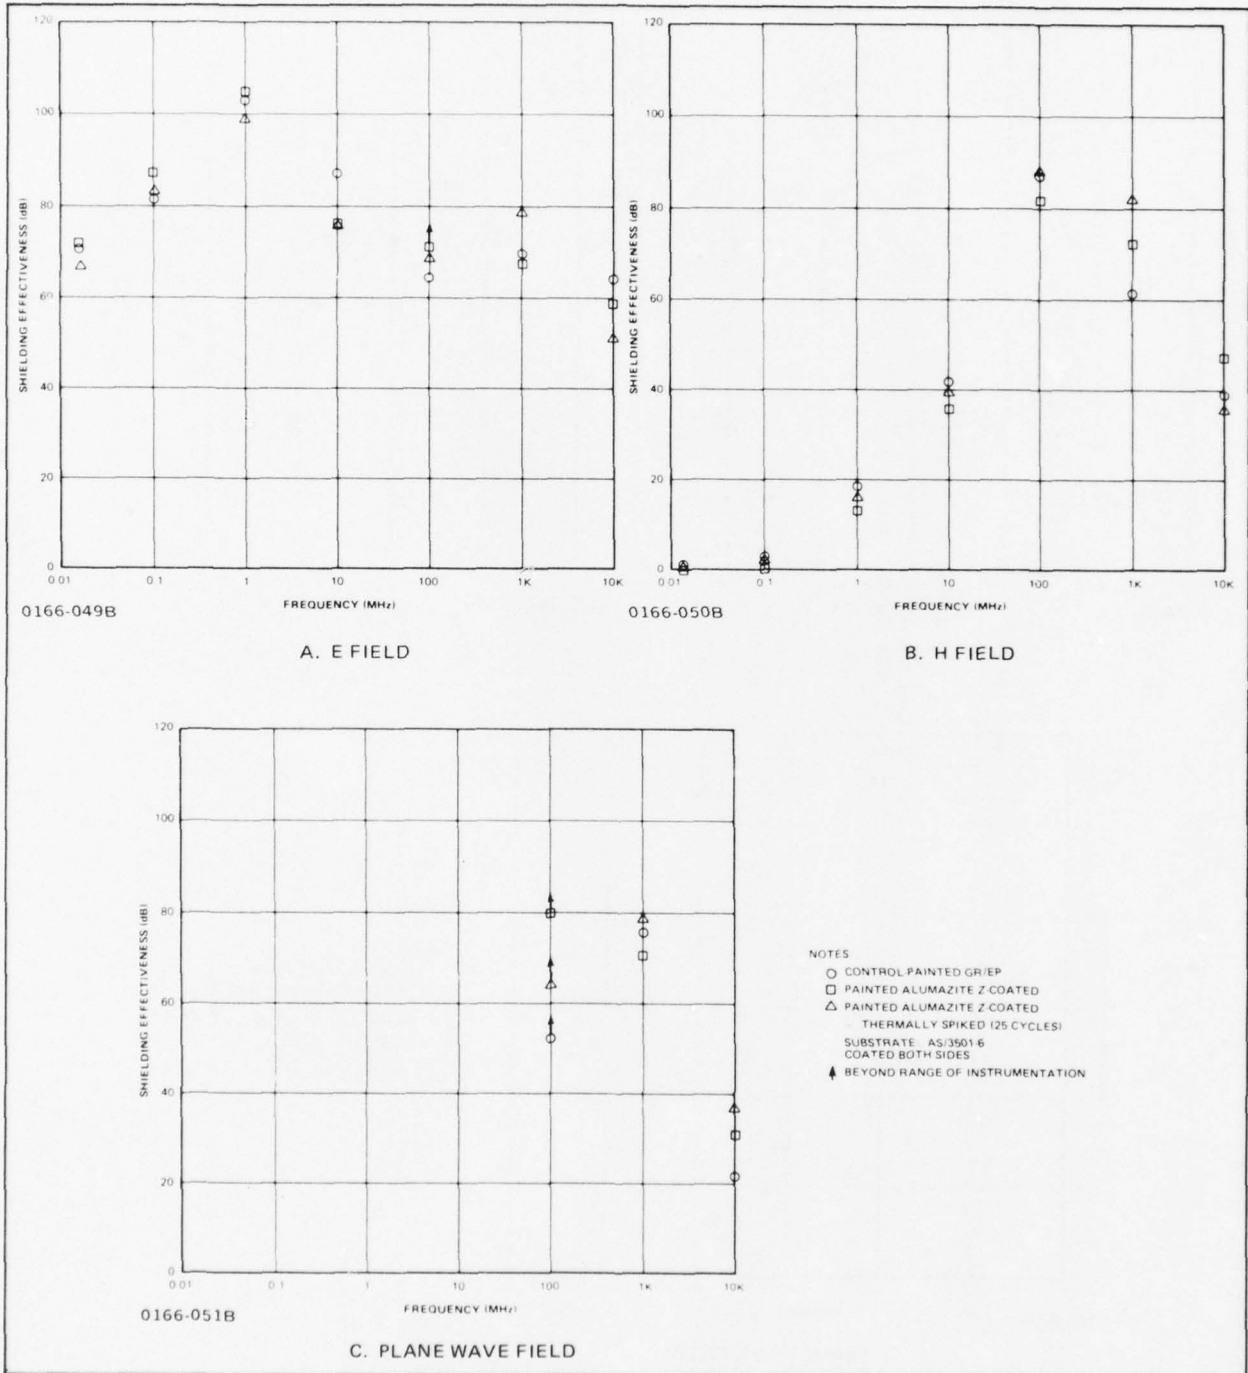 120
100
80
60
40
20
0
SHIELDING EFFECTIVENESS (dB)
0.01 0.1 1 10 100 1K 10K
FREQUENCY (MHz)
0166-049B
A. E FIELD
120
100
80
60
40
20
0
SHIELDING EFFECTIVENESS (dB)
0.01 0.1 1 10 100 1K 10K
FREQUENCY (MHz)
0166-050B
B. H FIELD
120
100
80
60
40
20
0
SHIELDING EFFECTIVENESS (dB)
0.01 0.1 1 10 100 1K 10K
FREQUENCY (MHz)
0166-051B
C. PLANE WAVE FIELD
NOTES
CONTROL-PAINTED GR/EP
PAINTED ALUMAZITE Z-COATED
PAINTED ALUMAZITE Z-COATED
THERMALLY SPIKED (25 CYCLES)
SUBSTRATE AS/3501-6
COATED BOTH SIDES
BEYOND RANGE OF INSTRUMENTATION